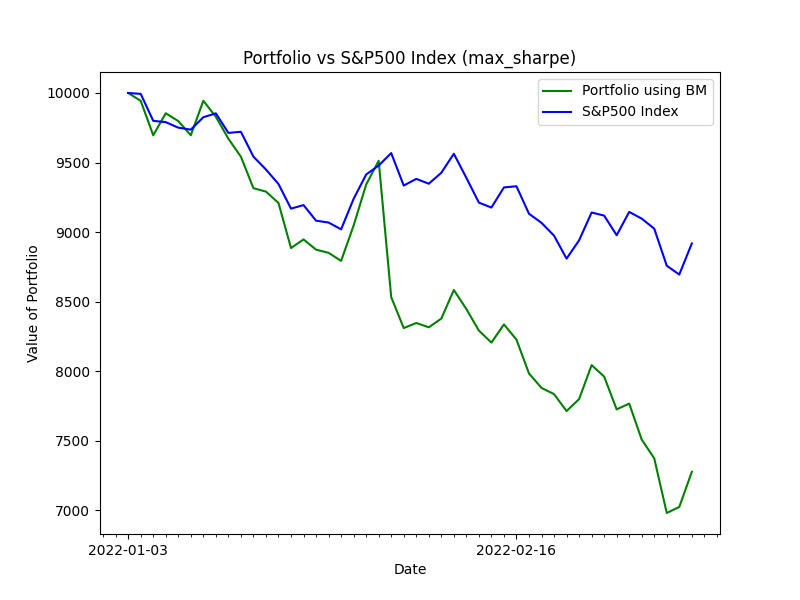 Portfolio vs S&P500 Index (max_sharpe)
Portfolio using BM
S&P500 Index
10000
9500
9000
8500
8000
7500
7000
Value of Portfolio
2022-01-03
2022-02-16
Date